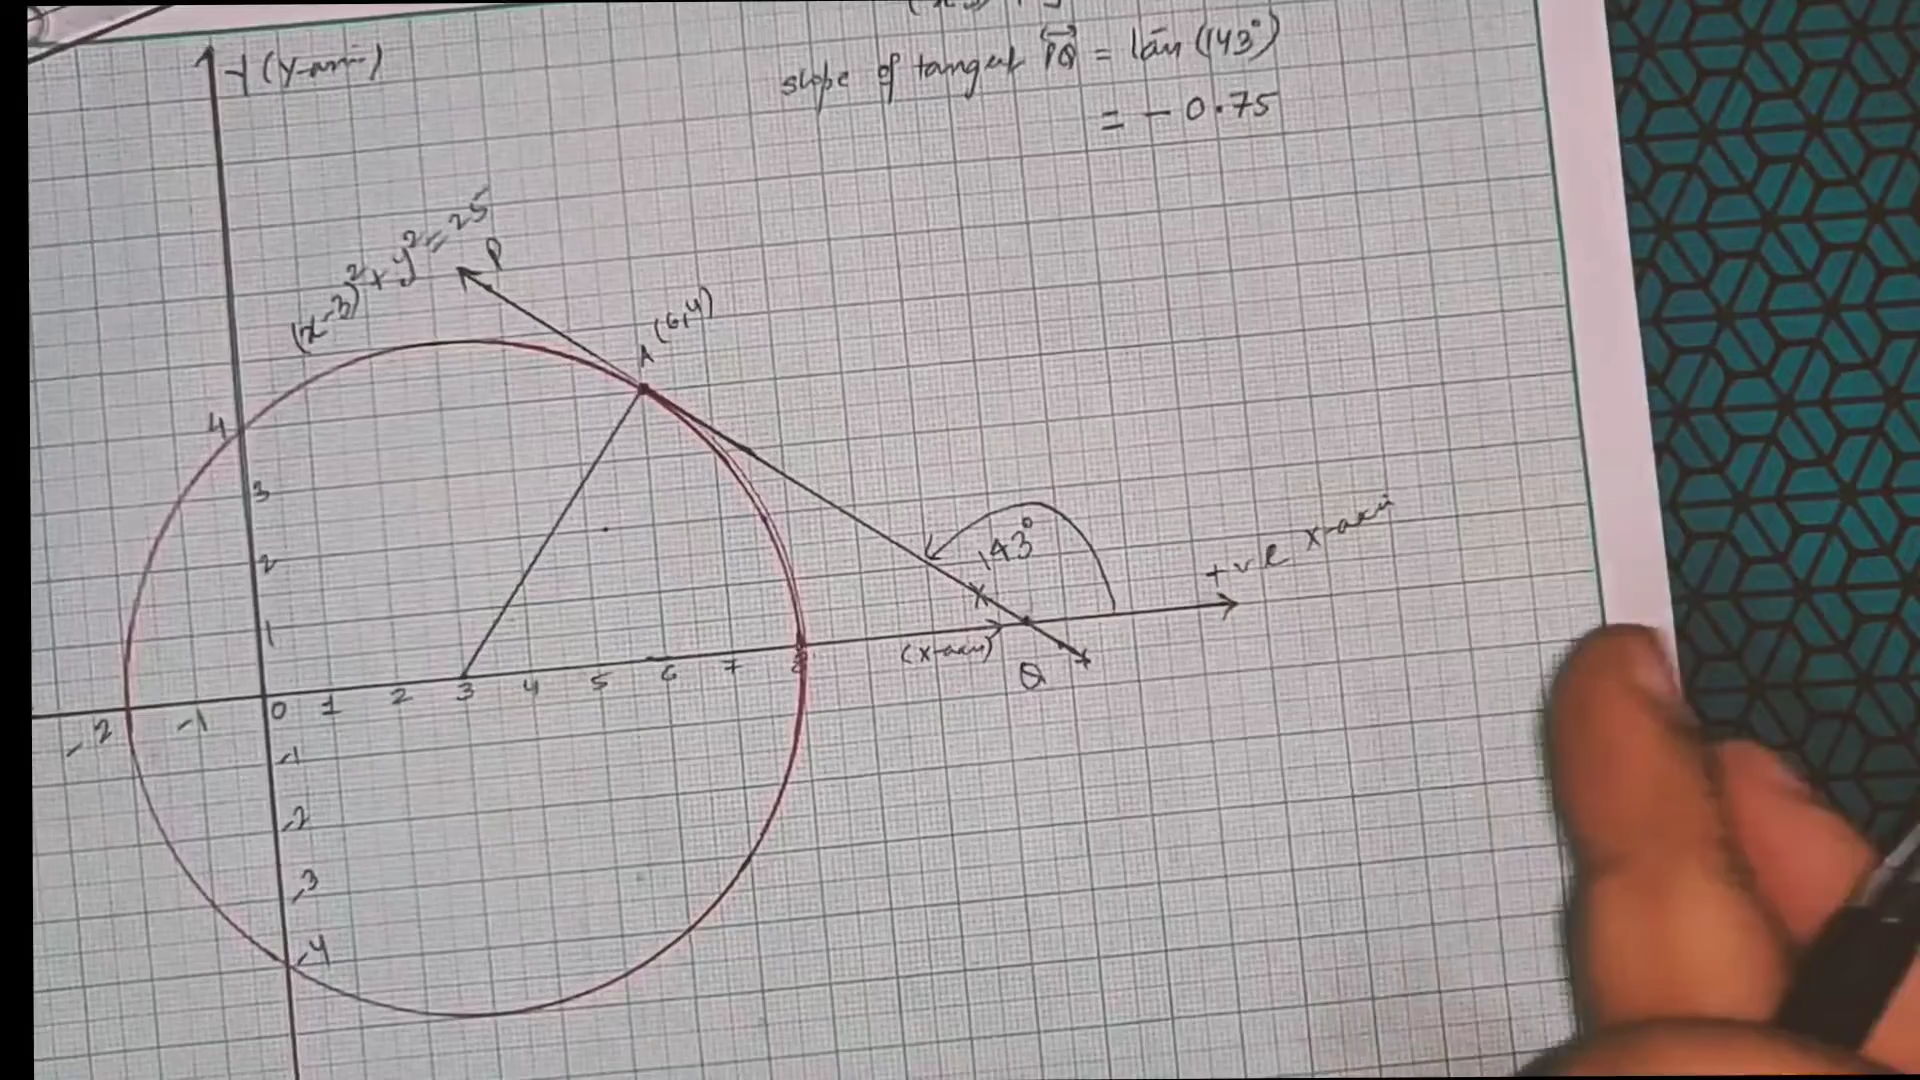 Y (Y-axis)
slope of tangent PQ = tan (143°)
= - 0.75
(x-3)² + y² = 25
P
A (6,4)
4
3
2
1
143°
+ve X-axis
(X-axis)
Q
-2 -1 0 1 2 3 4 5 6 7 8
-1
-2
-3
-4